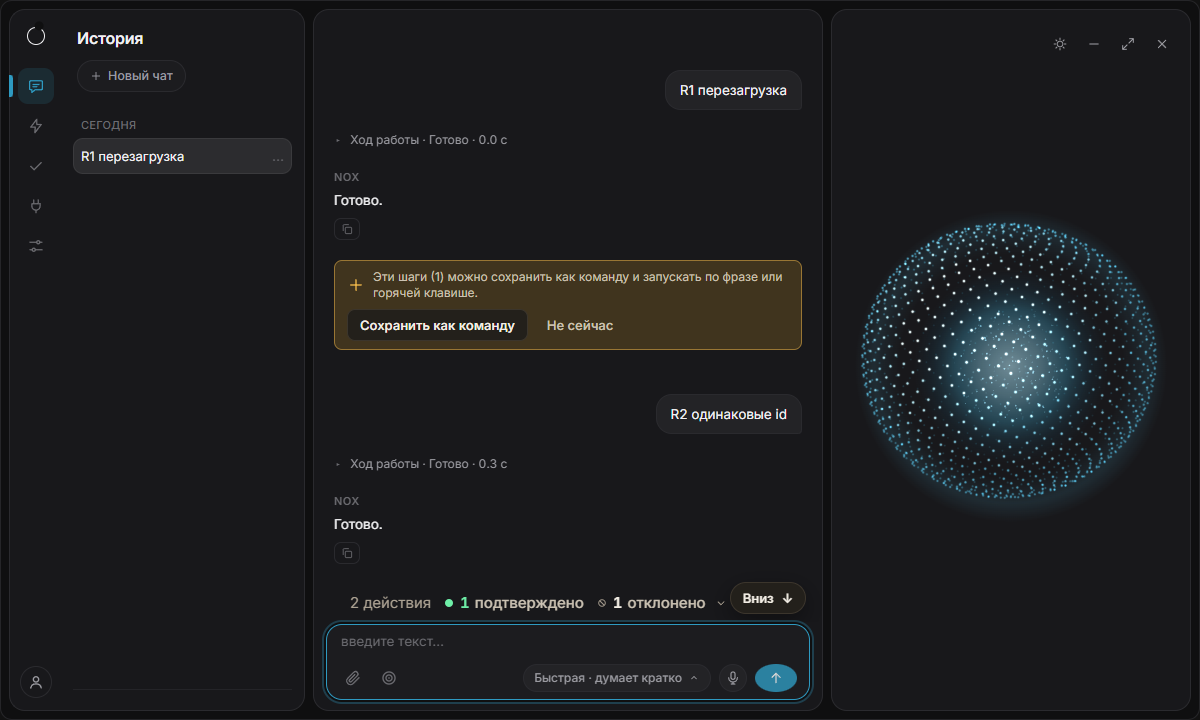 История
+ Новый чат
СЕГОДНЯ
R1 перезагрузка
...
R1 перезагрузка
Ход работы · Готово · 0.0 с
NOX
Готово.
Эти шаги (1) можно сохранить как команду и запускать по фразе или
горячей клавише.
Сохранить как команду
Не сейчас
R2 одинаковые id
Ход работы · Готово · 0.3 с
NOX
Готово.
2 действия 1 подтверждено 1 отклонено
Вниз ↓
введите текст...
Быстрая · думает кратко